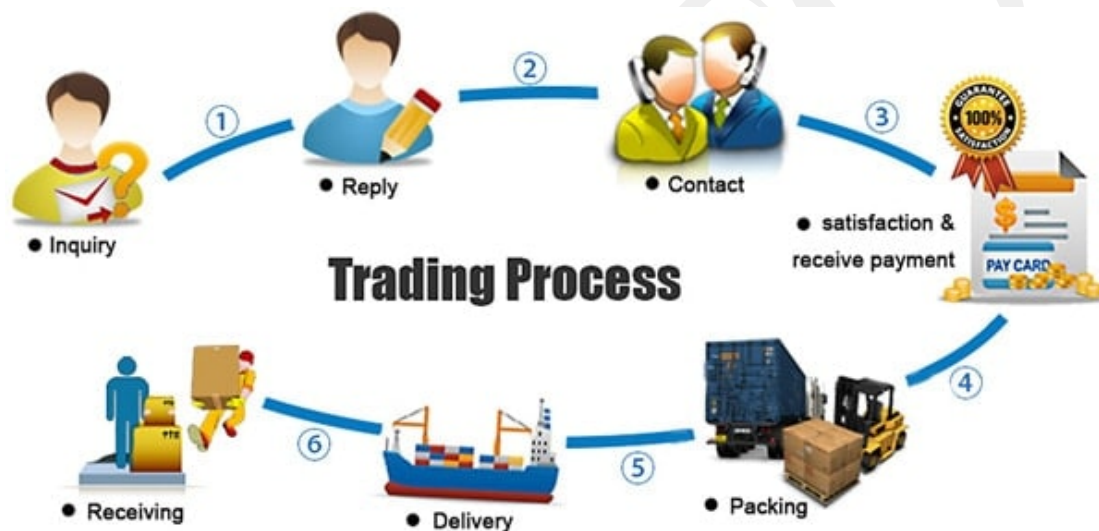 ①
②
③
④
⑤
⑥
● Inquiry
● Reply
● Contact
GUARANTEE
100%
SATISFACTION
$
PAY CARD
● satisfaction &
receive payment
Trading Process
● Packing
● Delivery
● Receiving